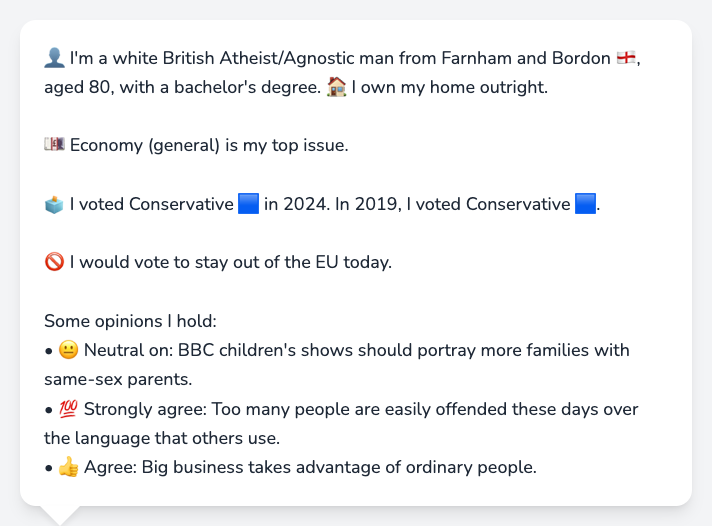 👤 I'm a white British Atheist/Agnostic man from Farnham and Bordon 🏴󠁧󠁢󠁥󠁮󠁧󠁿,
aged 80, with a bachelor's degree. 🏠 I own my home outright.
💷 Economy (general) is my top issue.
🗳️ I voted Conservative 🟦 in 2024. In 2019, I voted Conservative 🟦.
🚫 I would vote to stay out of the EU today.
Some opinions I hold:
• 😐 Neutral on: BBC children's shows should portray more families with
same-sex parents.
• 💯 Strongly agree: Too many people are easily offended these days over
the language that others use.
• 👍 Agree: Big business takes advantage of ordinary people.